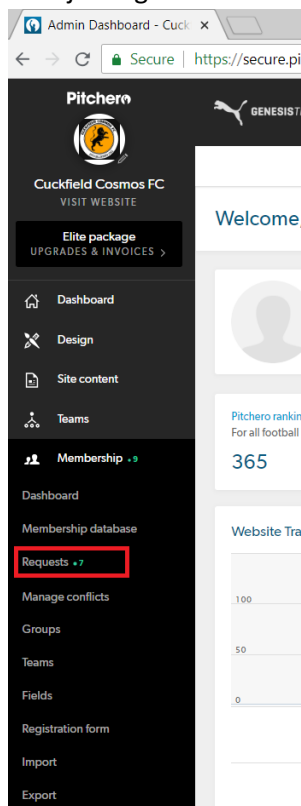 Admin Dashboard - Cuck
Secure
https://secure.pi
Pitchero
GENESIS
Cuckfield Cosmos FC
VISIT WEBSITE
Elite package
UPGRADES & INVOICES >
Welcome,
Dashboard
Design
Site content
Teams
Membership •9
Dashboard
Membership database
Requests •7
Manage conflicts
Groups
Teams
Fields
Registration form
Import
Export
Pitchero rankin
For all football
365
Website Tra
100
50
0